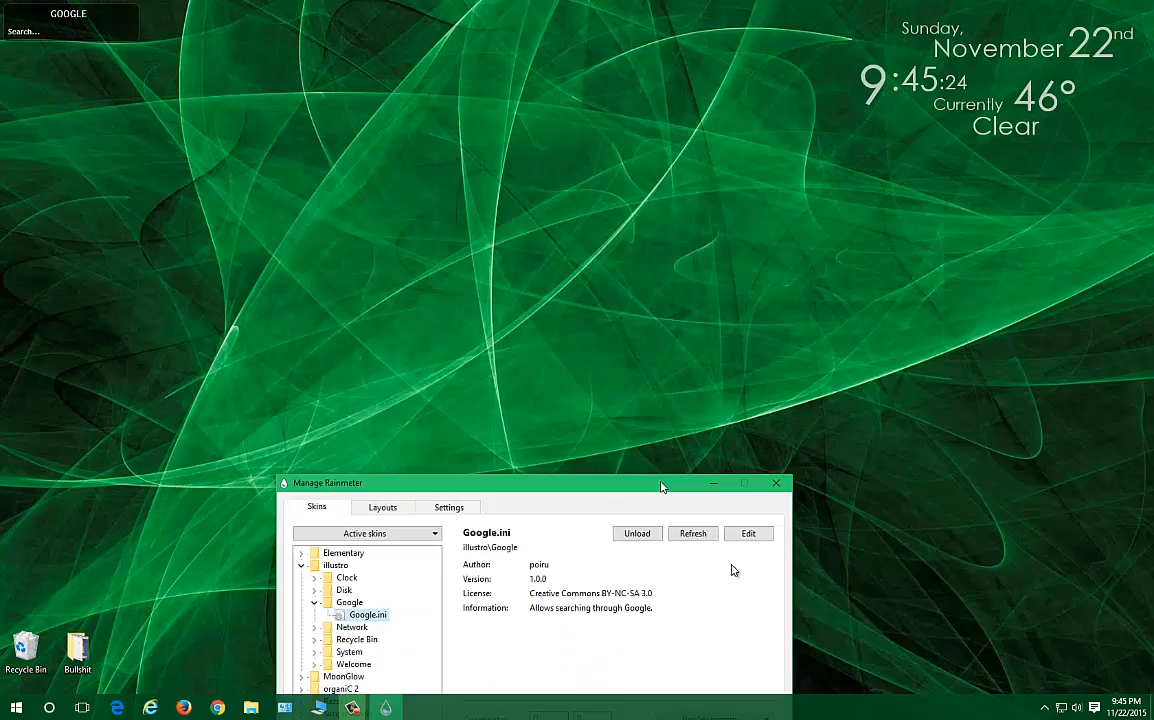 GOOGLE
Search...
Sunday,
November 22nd
9:45:24
Currently 46°
Clear
Manage Rainmeter
Skins Layouts Settings
Active skins
Google.ini
Unload Refresh Edit
illustro\Google
Author: poiru
Version: 1.0.0
License: Creative Commons BY-NC-SA 3.0
Information: Allows searching through Google.
Elementary
illustro
Clock
Disk
Google
Google.ini
Network
Recycle Bin
System
Welcome
MoonGlow
organiC 2
Recycle Bin
Bullshit
9:45 PM
11/22/2015